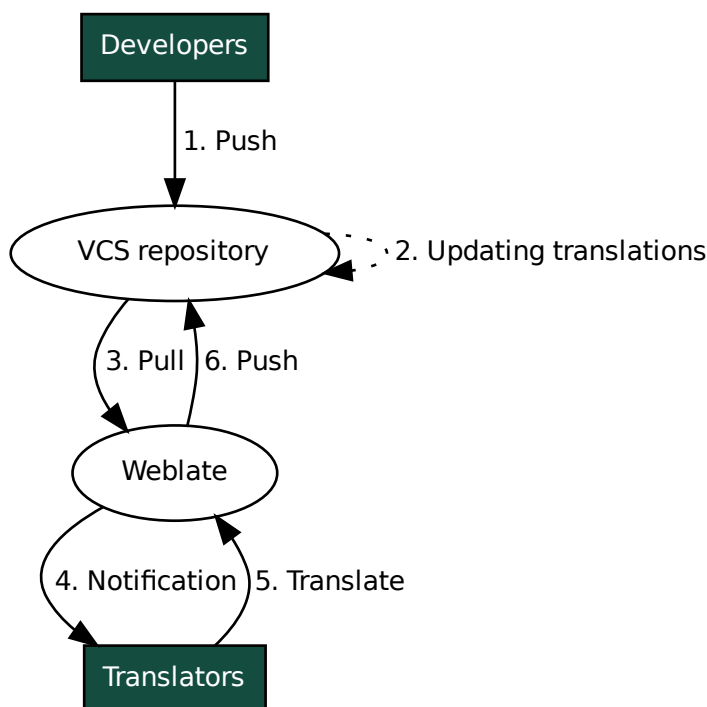 Developers
1. Push
VCS repository
2. Updating translations
3. Pull
6. Push
Weblate
4. Notification
5. Translate
Translators